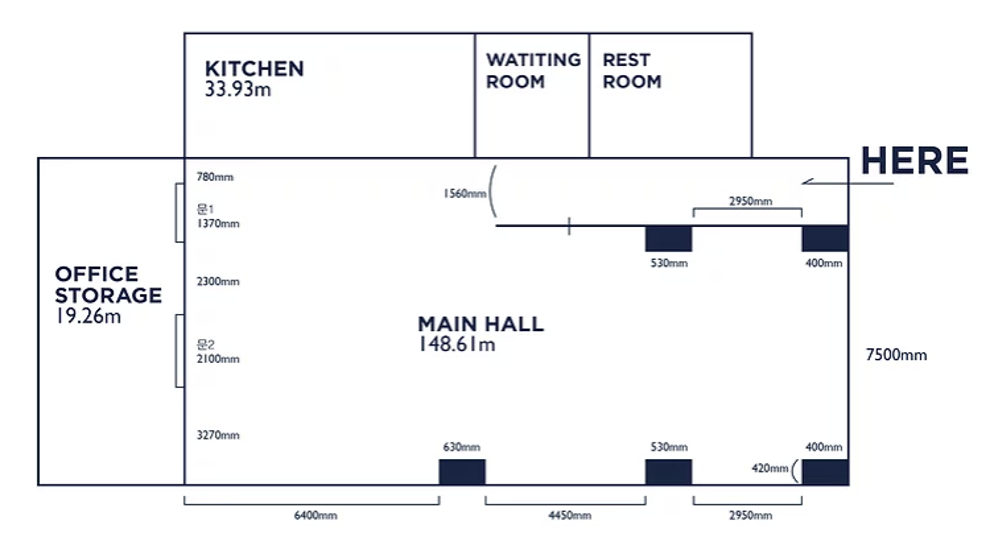 KITCHEN
33.93m
WATITING
ROOM
REST
ROOM
HERE
780mm
문1
1370mm
2300mm
문2
2100mm
3270mm
1560mm
2950mm
530mm
400mm
OFFICE
STORAGE
19.26m
MAIN HALL
148.61m
7500mm
630mm
530mm
400mm
420mm
6400mm
4450mm
2950mm